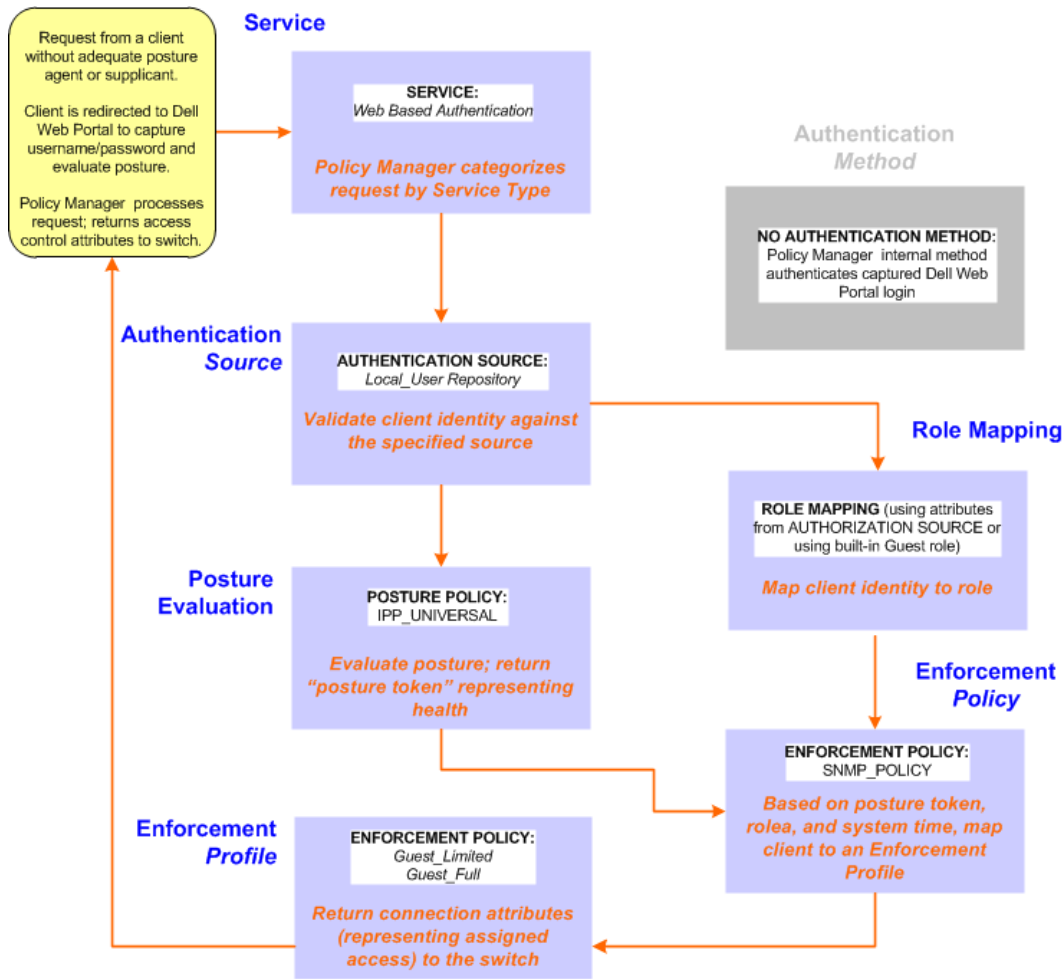 Service
Request from a client
without adequate posture
agent or supplicant.
Client is redirected to Dell
Web Portal to capture
username/password and
evaluate posture.
Policy Manager processes
request; returns access
control attributes to switch.
SERVICE:
Web Based Authentication
Policy Manager categorizes
request by Service Type
Authentication
Method
NO AUTHENTICATION METHOD:
Policy Manager internal method
authenticates captured Dell Web
Portal login
Authentication
Source
AUTHENTICATION SOURCE:
Local_User Repository
Validate client identity against
the specified source
Role Mapping
ROLE MAPPING (using attributes
from AUTHORIZATION SOURCE or
using built-in Guest role)
Map client identity to role
Posture
Evaluation
POSTURE POLICY:
IPP_UNIVERSAL
Evaluate posture; return
“posture token” representing
health
Enforcement
Policy
ENFORCEMENT POLICY:
SNMP_POLICY
Based on posture token,
rolea, and system time, map
client to an Enforcement
Profile
Enforcement
Profile
ENFORCEMENT POLICY:
Guest_Limited
Guest_Full
Return connection attributes
(representing assigned
access) to the switch